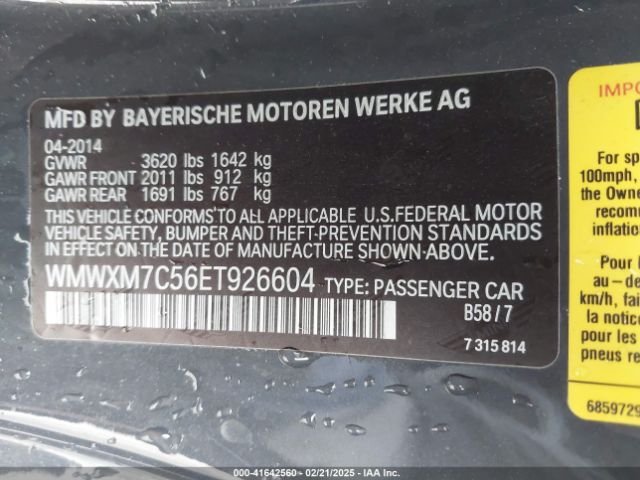 MFD BY BAYERISCHE MOTOREN WERKE AG
04-2014
GVWR 3620 lbs 1642 kg
GAWR FRONT 2011 lbs 912 kg
GAWR REAR 1691 lbs 767 kg
THIS VEHICLE CONFORMS TO ALL APPLICABLE U.S.FEDERAL MOTOR
VEHICLE SAFETY, BUMPER AND THEFT-PREVENTION STANDARDS
IN EFFECT ON THE DATE OF MANUFACTURE SHOWN ABOVE.
WMWXM7C56ET926604 TYPE: PASSENGER CAR
B58/7
7 315 814
For sp
100mph,
the Owne
recom
inflation
Pour
au-de
km/h, fai
la notice
pour les
pneus re
6859729
000-41642560 - 02/21/2025 - IAA Inc.